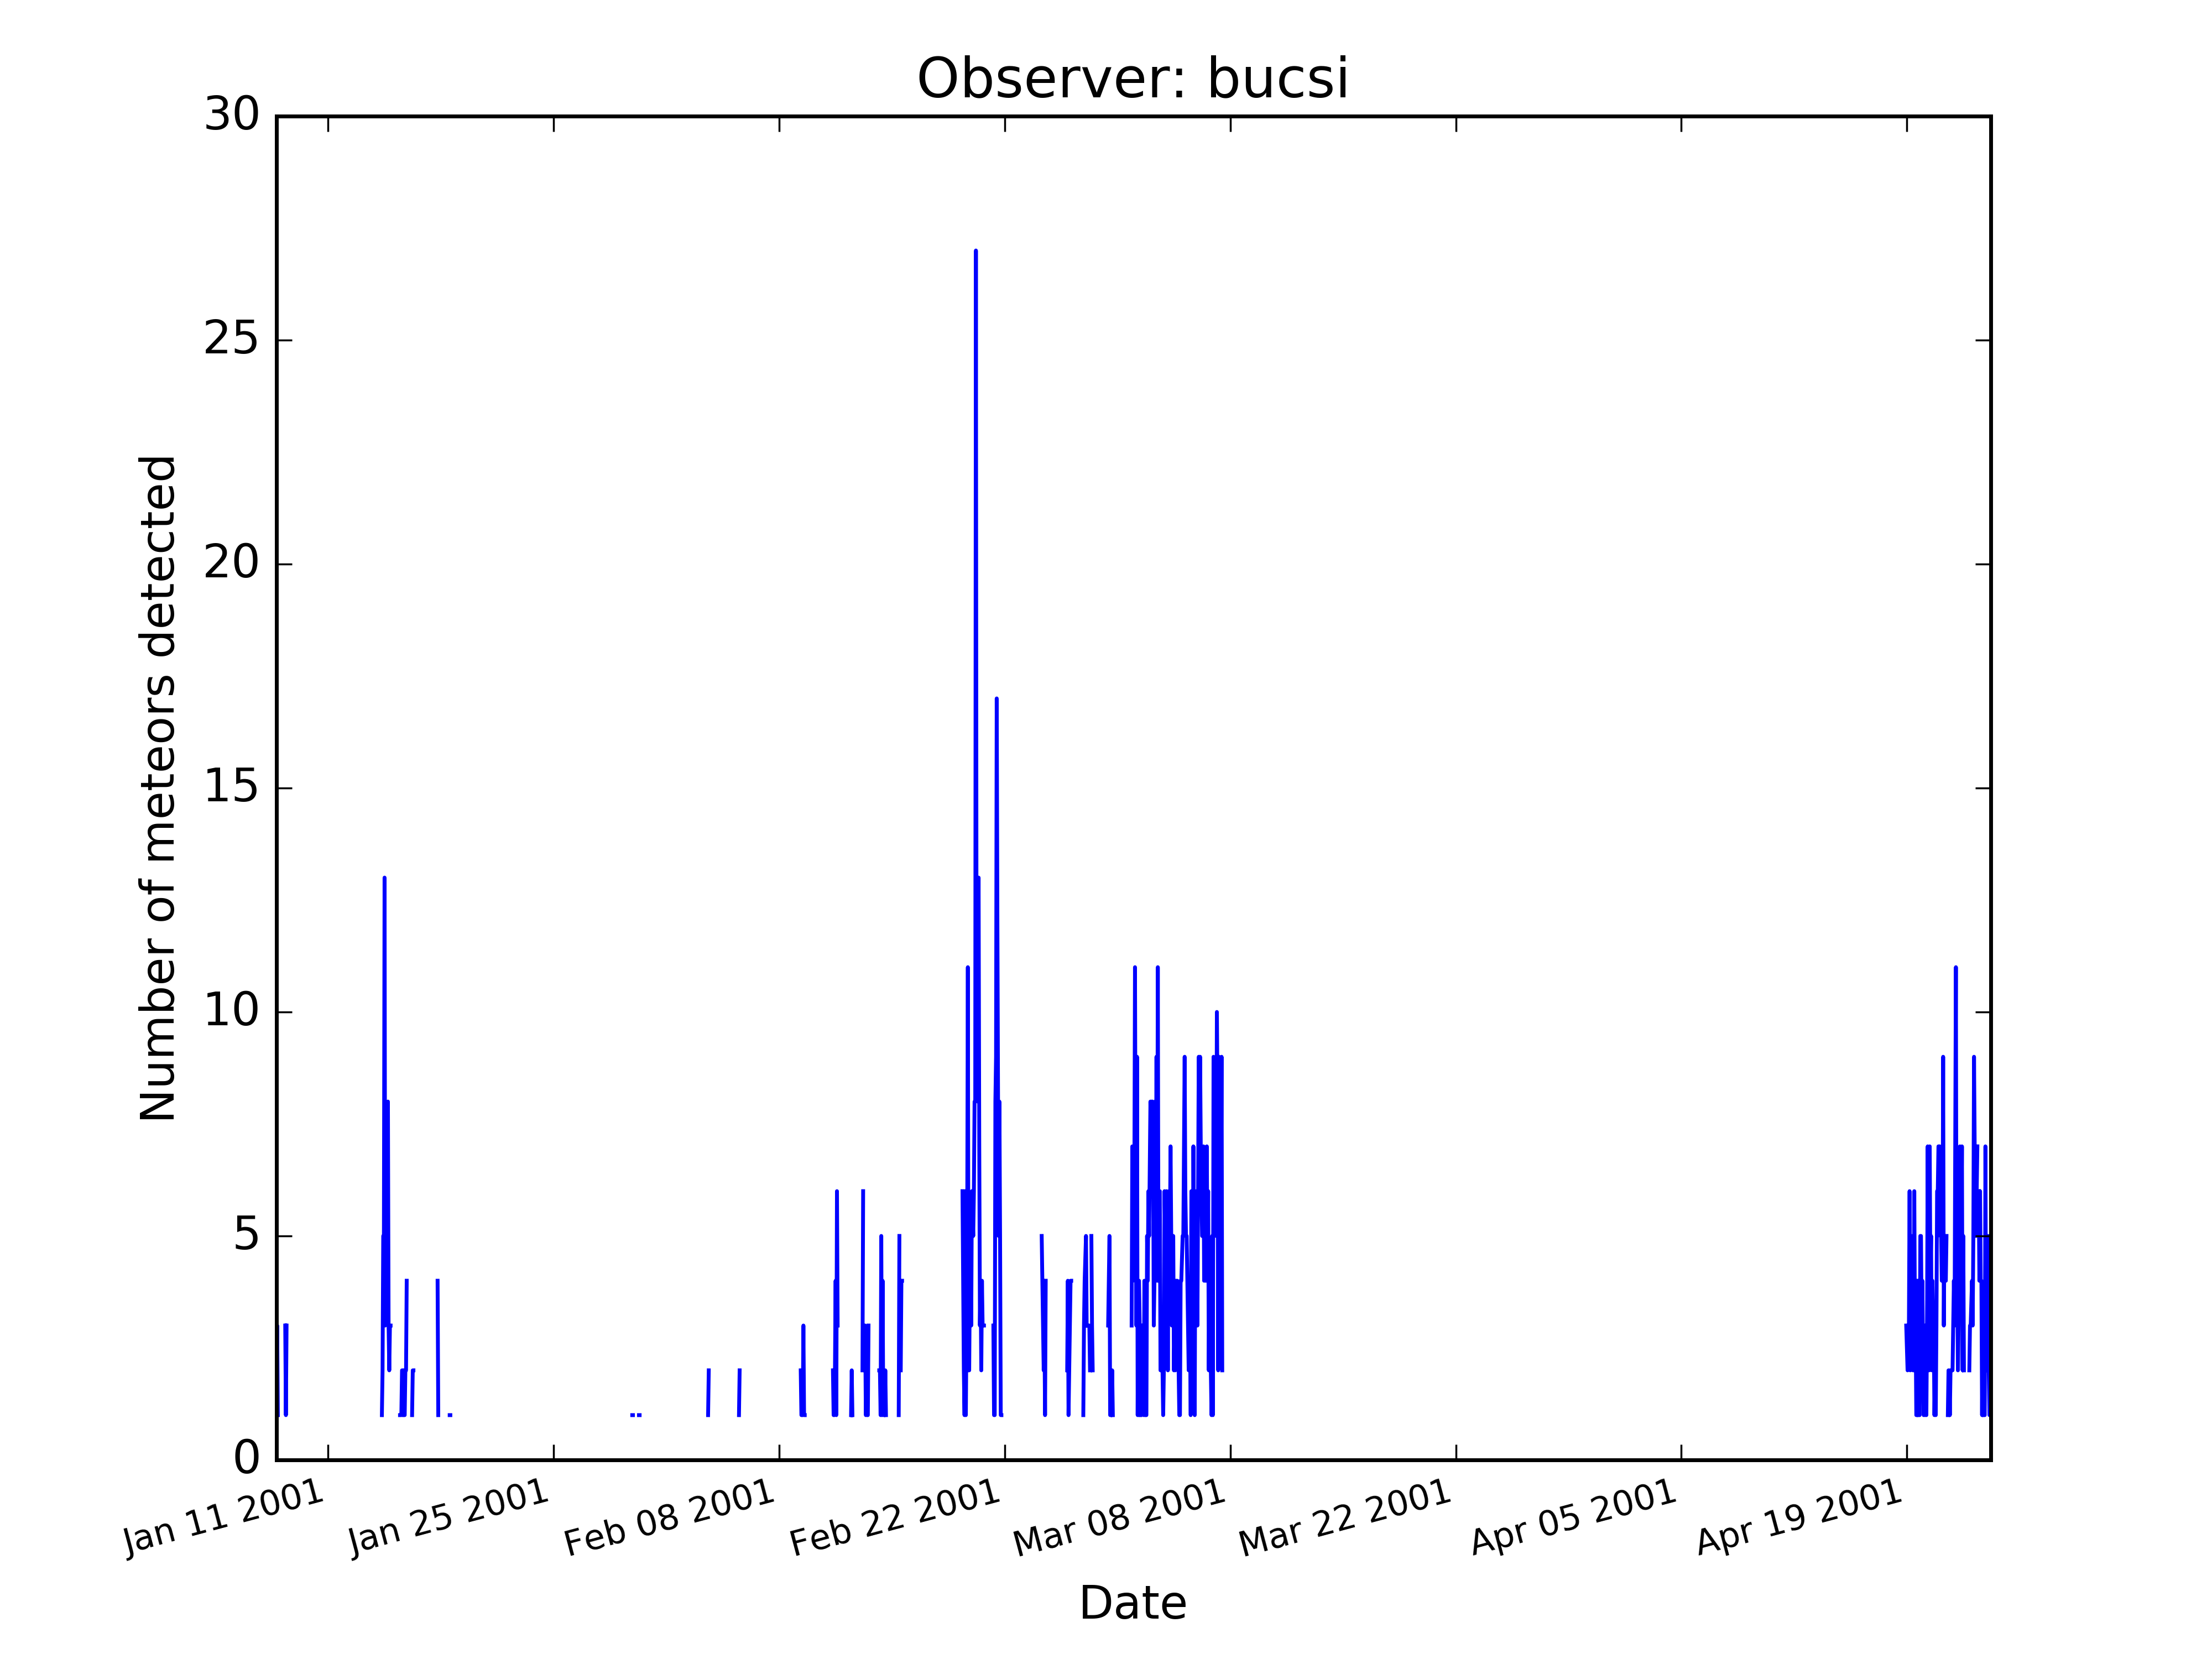 Observer: bucsi
30
25
20
15
10
5
0
Number of meteors detected
Jan 11 2001
Jan 25 2001
Feb 08 2001
Feb 22 2001
Mar 08 2001
Mar 22 2001
Apr 05 2001
Apr 19 2001
Date